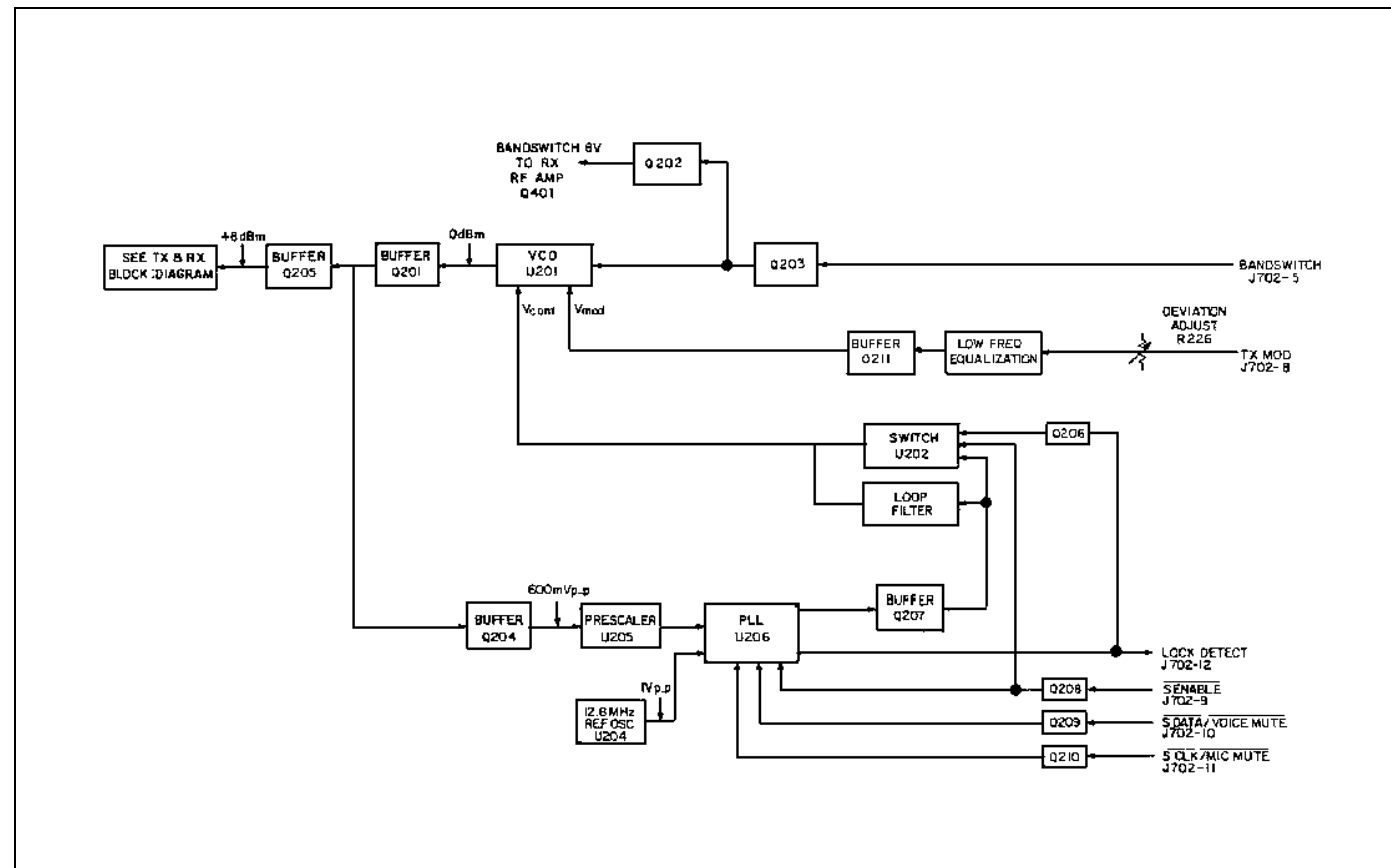 BANDSWITCH 8V
TO RX
RF AMP
Q401
Q202
+8dBm
SEE TX & RX
BLOCK DIAGRAM
BUFFER
Q205
BUFFER
Q201
0dBm
VCO
U201
Q203
BANDSWITCH
J702-5
Vcont
Vmod
BUFFER
Q211
LOW FREQ
EQUALIZATION
DEVIATION
ADJUST
R226
TX MOD
J702-8
SWITCH
U202
Q206
LOOP
FILTER
600mVp-p
BUFFER
Q204
PRESCALER
U205
PLL
U206
BUFFER
Q207
LOCK DETECT
J702-12
1Vp-p
12.8MHz
REF OSC
U204
Q208
SENABLE
J702-9
Q209
S DATA/VOICE MUTE
J702-10
Q210
S CLK/MIC MUTE
J702-11